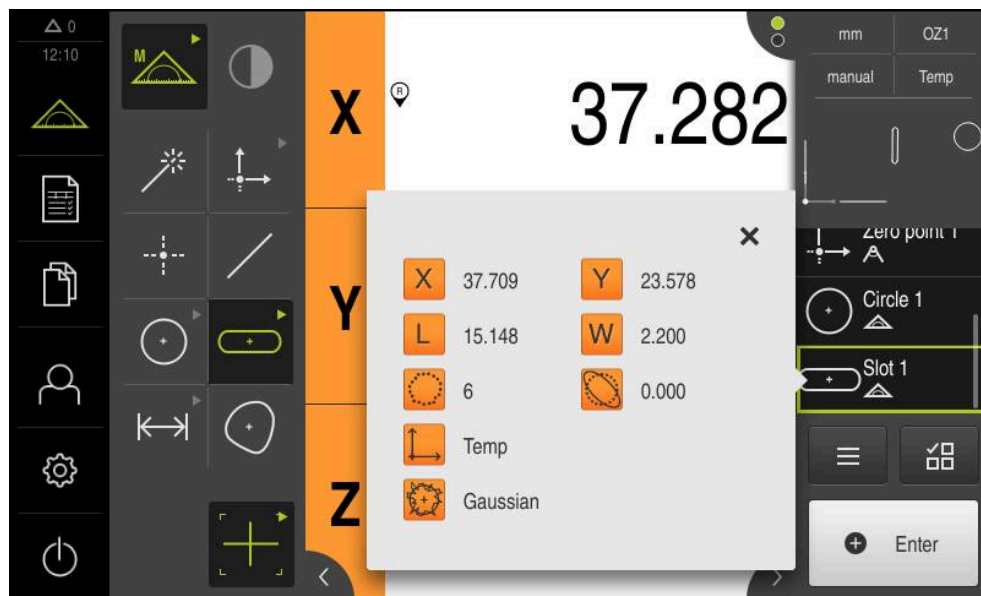 0
12:10
M
X
R
37.282
mm
OZ1
manual
Temp
Zero point 1
Circle 1
Slot 1
Enter
Y
Z
X 37.709 Y 23.578
L 15.148 W 2.200
6 0.000
Temp
Gaussian